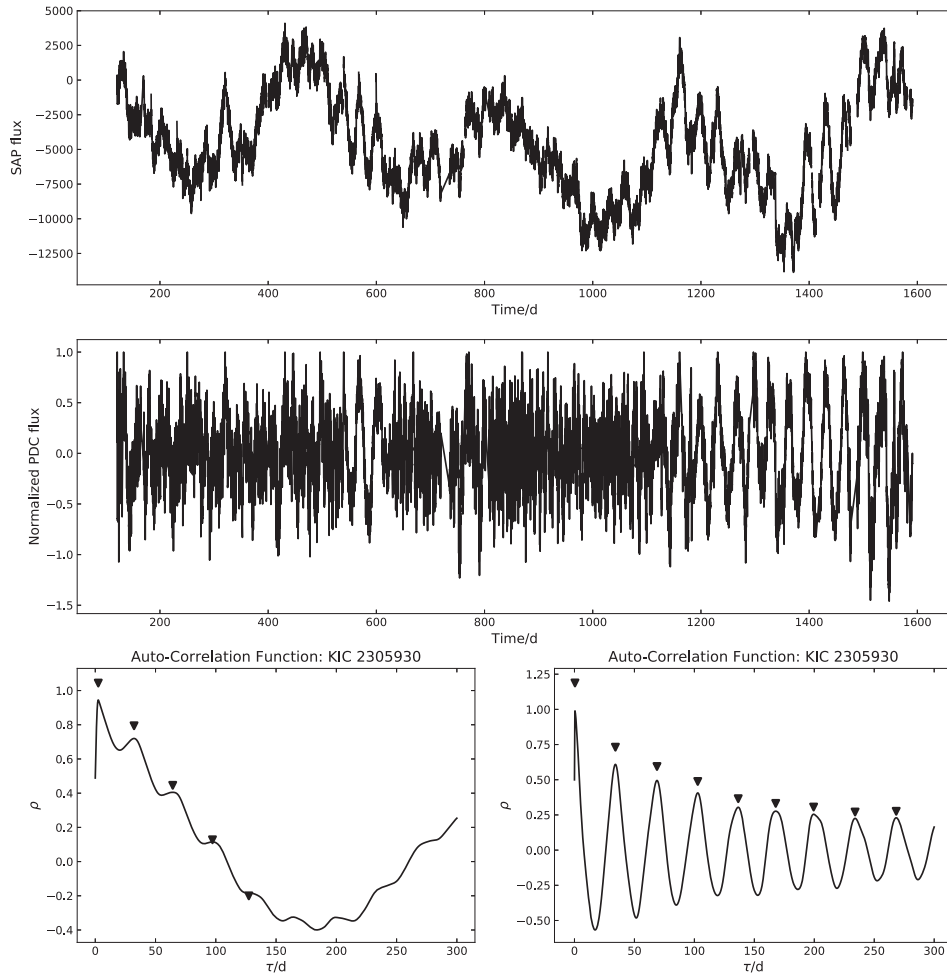 5000
2500
0
−2500
−5000
−7500
−10000
−12500
SAP flux
200 400 600 800 1000 1200 1400 1600
Time/d
1.0
0.5
0.0
−0.5
−1.0
−1.5
Normalized PDC flux
200 400 600 800 1000 1200 1400 1600
Time/d
Auto-Correlation Function: KIC 2305930
1.0
0.8
0.6
0.4
0.2
0.0
−0.2
−0.4
ρ
0 50 100 150 200 250 300
τ/d
Auto-Correlation Function: KIC 2305930
1.25
1.00
0.75
0.50
0.25
0.00
−0.25
−0.50
ρ
0 50 100 150 200 250 300
τ/d